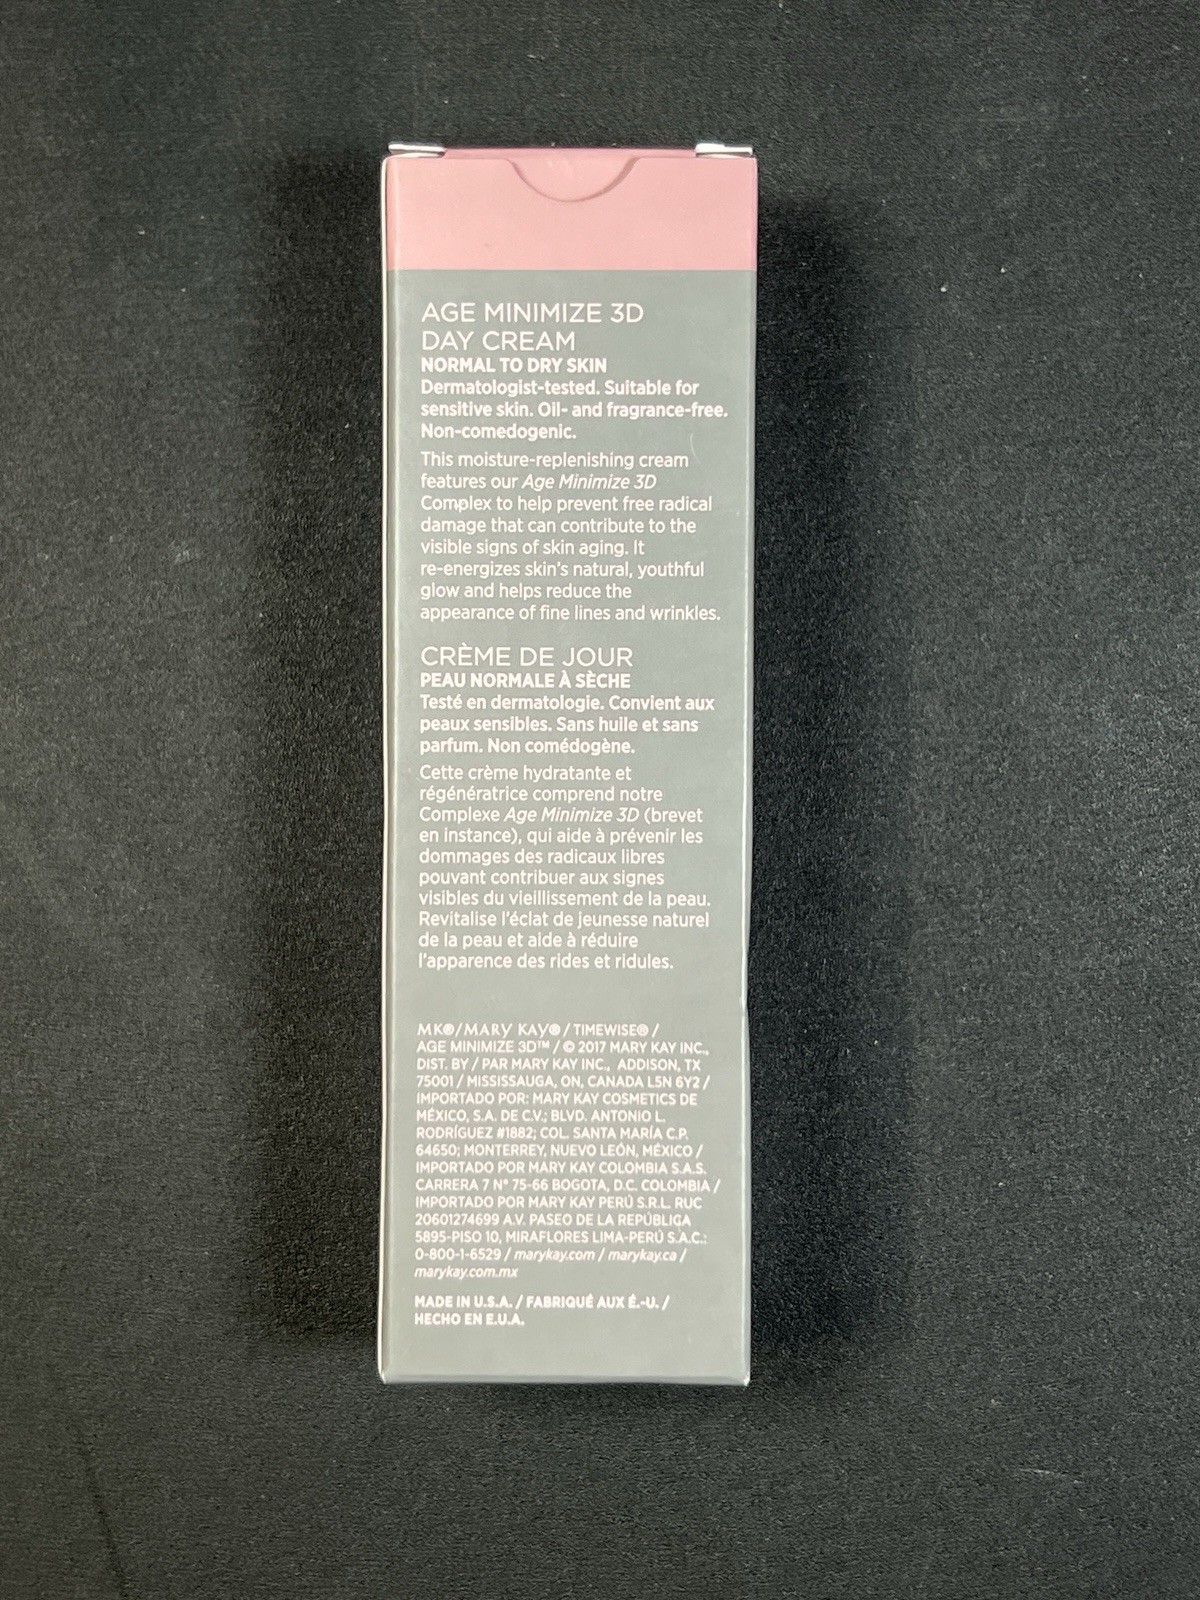 AGE MINIMIZE 3D
DAY CREAM
NORMAL TO DRY SKIN
Dermatologist-tested. Suitable for
sensitive skin. Oil- and fragrance-free.
Non-comedogenic.
This moisture-replenishing cream
features our Age Minimize 3D
Complex to help prevent free radical
damage that can contribute to the
visible signs of skin aging. It
re-energizes skin's natural, youthful
glow and helps reduce the
appearance of fine lines and wrinkles.
CRÈME DE JOUR
PEAU NORMALE À SÈCHE
Testé en dermatologie. Convient aux
peaux sensibles. Sans huile et sans
parfum. Non comédogène.
Cette crème hydratante et
régénératrice comprend notre
Complexe Age Minimize 3D (brevet
en instance), qui aide à prévenir les
dommages des radicaux libres
pouvant contribuer aux signes
visibles du vieillissement de la peau.
Revitalise l'éclat de jeunesse naturel
de la peau et aide à réduire
l'apparence des rides et ridules.
MK®/MARY KAY® / TIMEWISE® /
AGE MINIMIZE 3D™ / © 2017 MARY KAY INC.,
DIST. BY / PAR MARY KAY INC., ADDISON, TX
75001 / MISSISSAUGA, ON, CANADA L5N 6Y2 /
IMPORTADO POR: MARY KAY COSMETICS DE
MÉXICO, S.A. DE C.V.; BLVD. ANTONIO L.
RODRÍGUEZ #1882; COL. SANTA MARÍA C.P.
64650; MONTERREY, NUEVO LEÓN, MÉXICO /
IMPORTADO POR MARY KAY COLOMBIA S.A.S.
CARRERA 7 N° 75-66 BOGOTA, D.C. COLOMBIA /
IMPORTADO POR MARY KAY PERÚ S.R.L. RUC
20601274699 A.V. PASEO DE LA REPÚBLICA
5895-PISO 10, MIRAFLORES LIMA-PERÚ S.A.C.:
0-800-1-6529 / marykay.com / marykay.ca /
marykay.com.mx
MADE IN U.S.A. / FABRIQUÉ AUX É.-U. /
HECHO EN E.U.A.